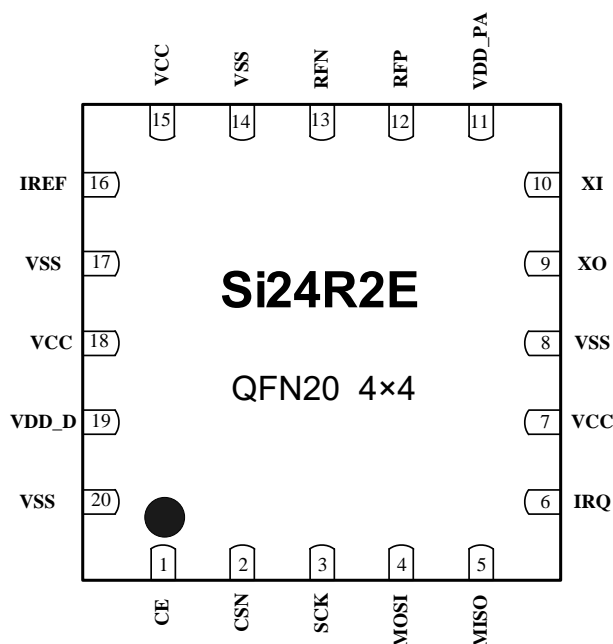 VCC VSS RFN RFP VDD_PA
15 14 13 12 11
IREF 16 10 XI
VSS 17 9 XO
Si24R2E
VCC 18 8 VSS
QFN20 4×4
VDD_D 19 7 VCC
VSS 20 6 IRQ
1 2 3 4 5
CE CSN SCK MOSI MISO